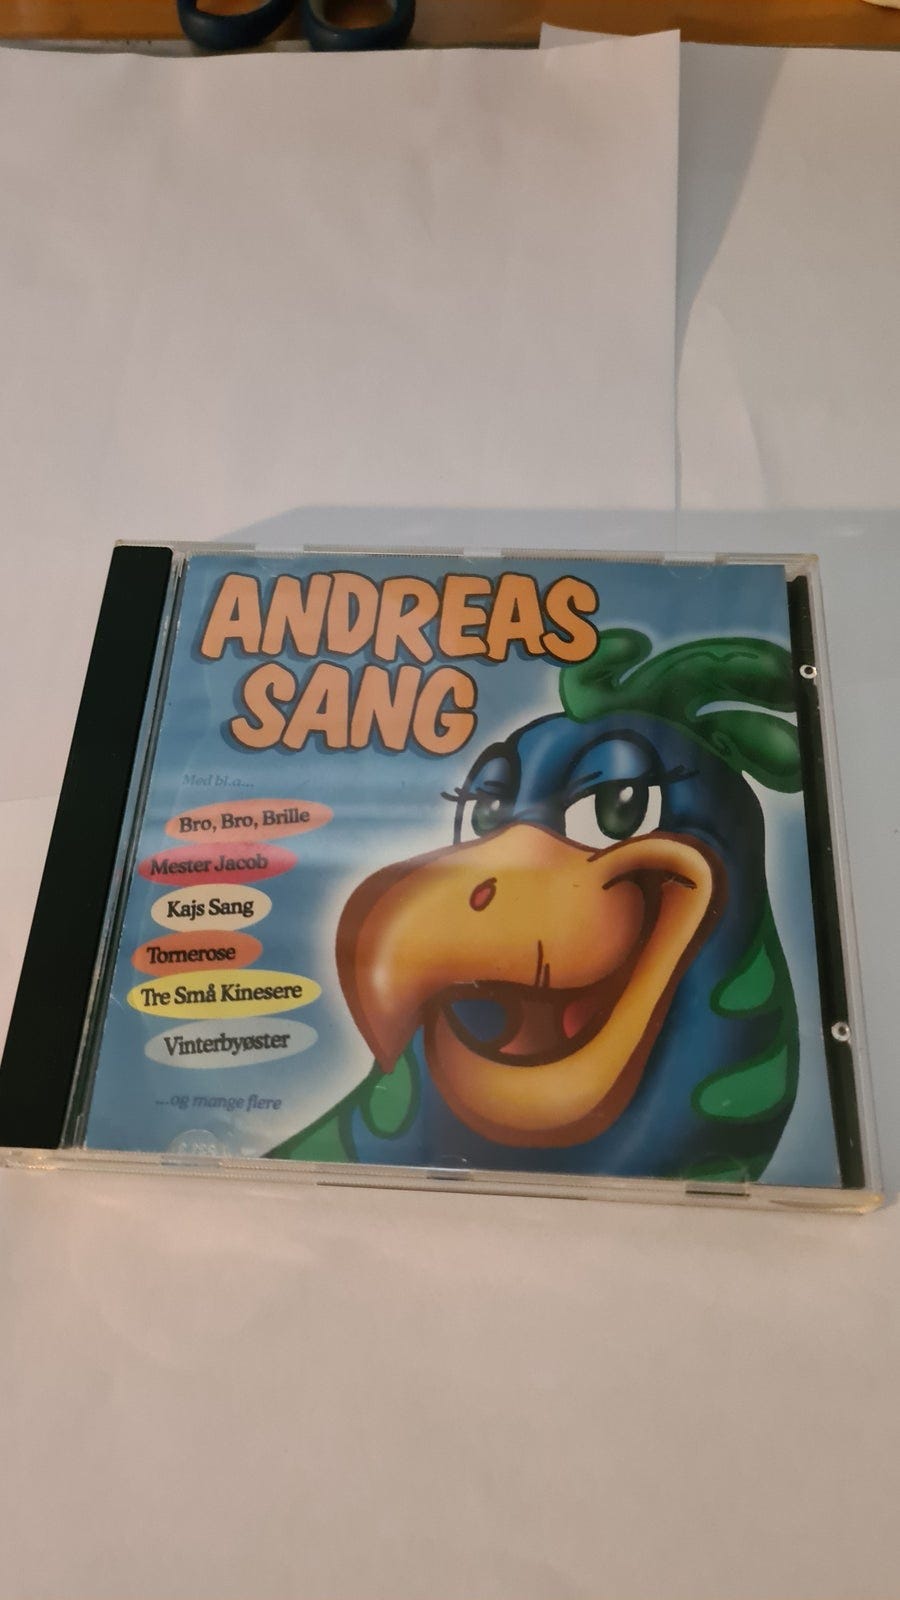 ANDREAS
SANG
Med bl.a...
Bro, Bro, Brille
Mester Jacob
Kajs Sang
Tornerose
Tre Små Kinesere
Vinterbyøster
...og mange flere